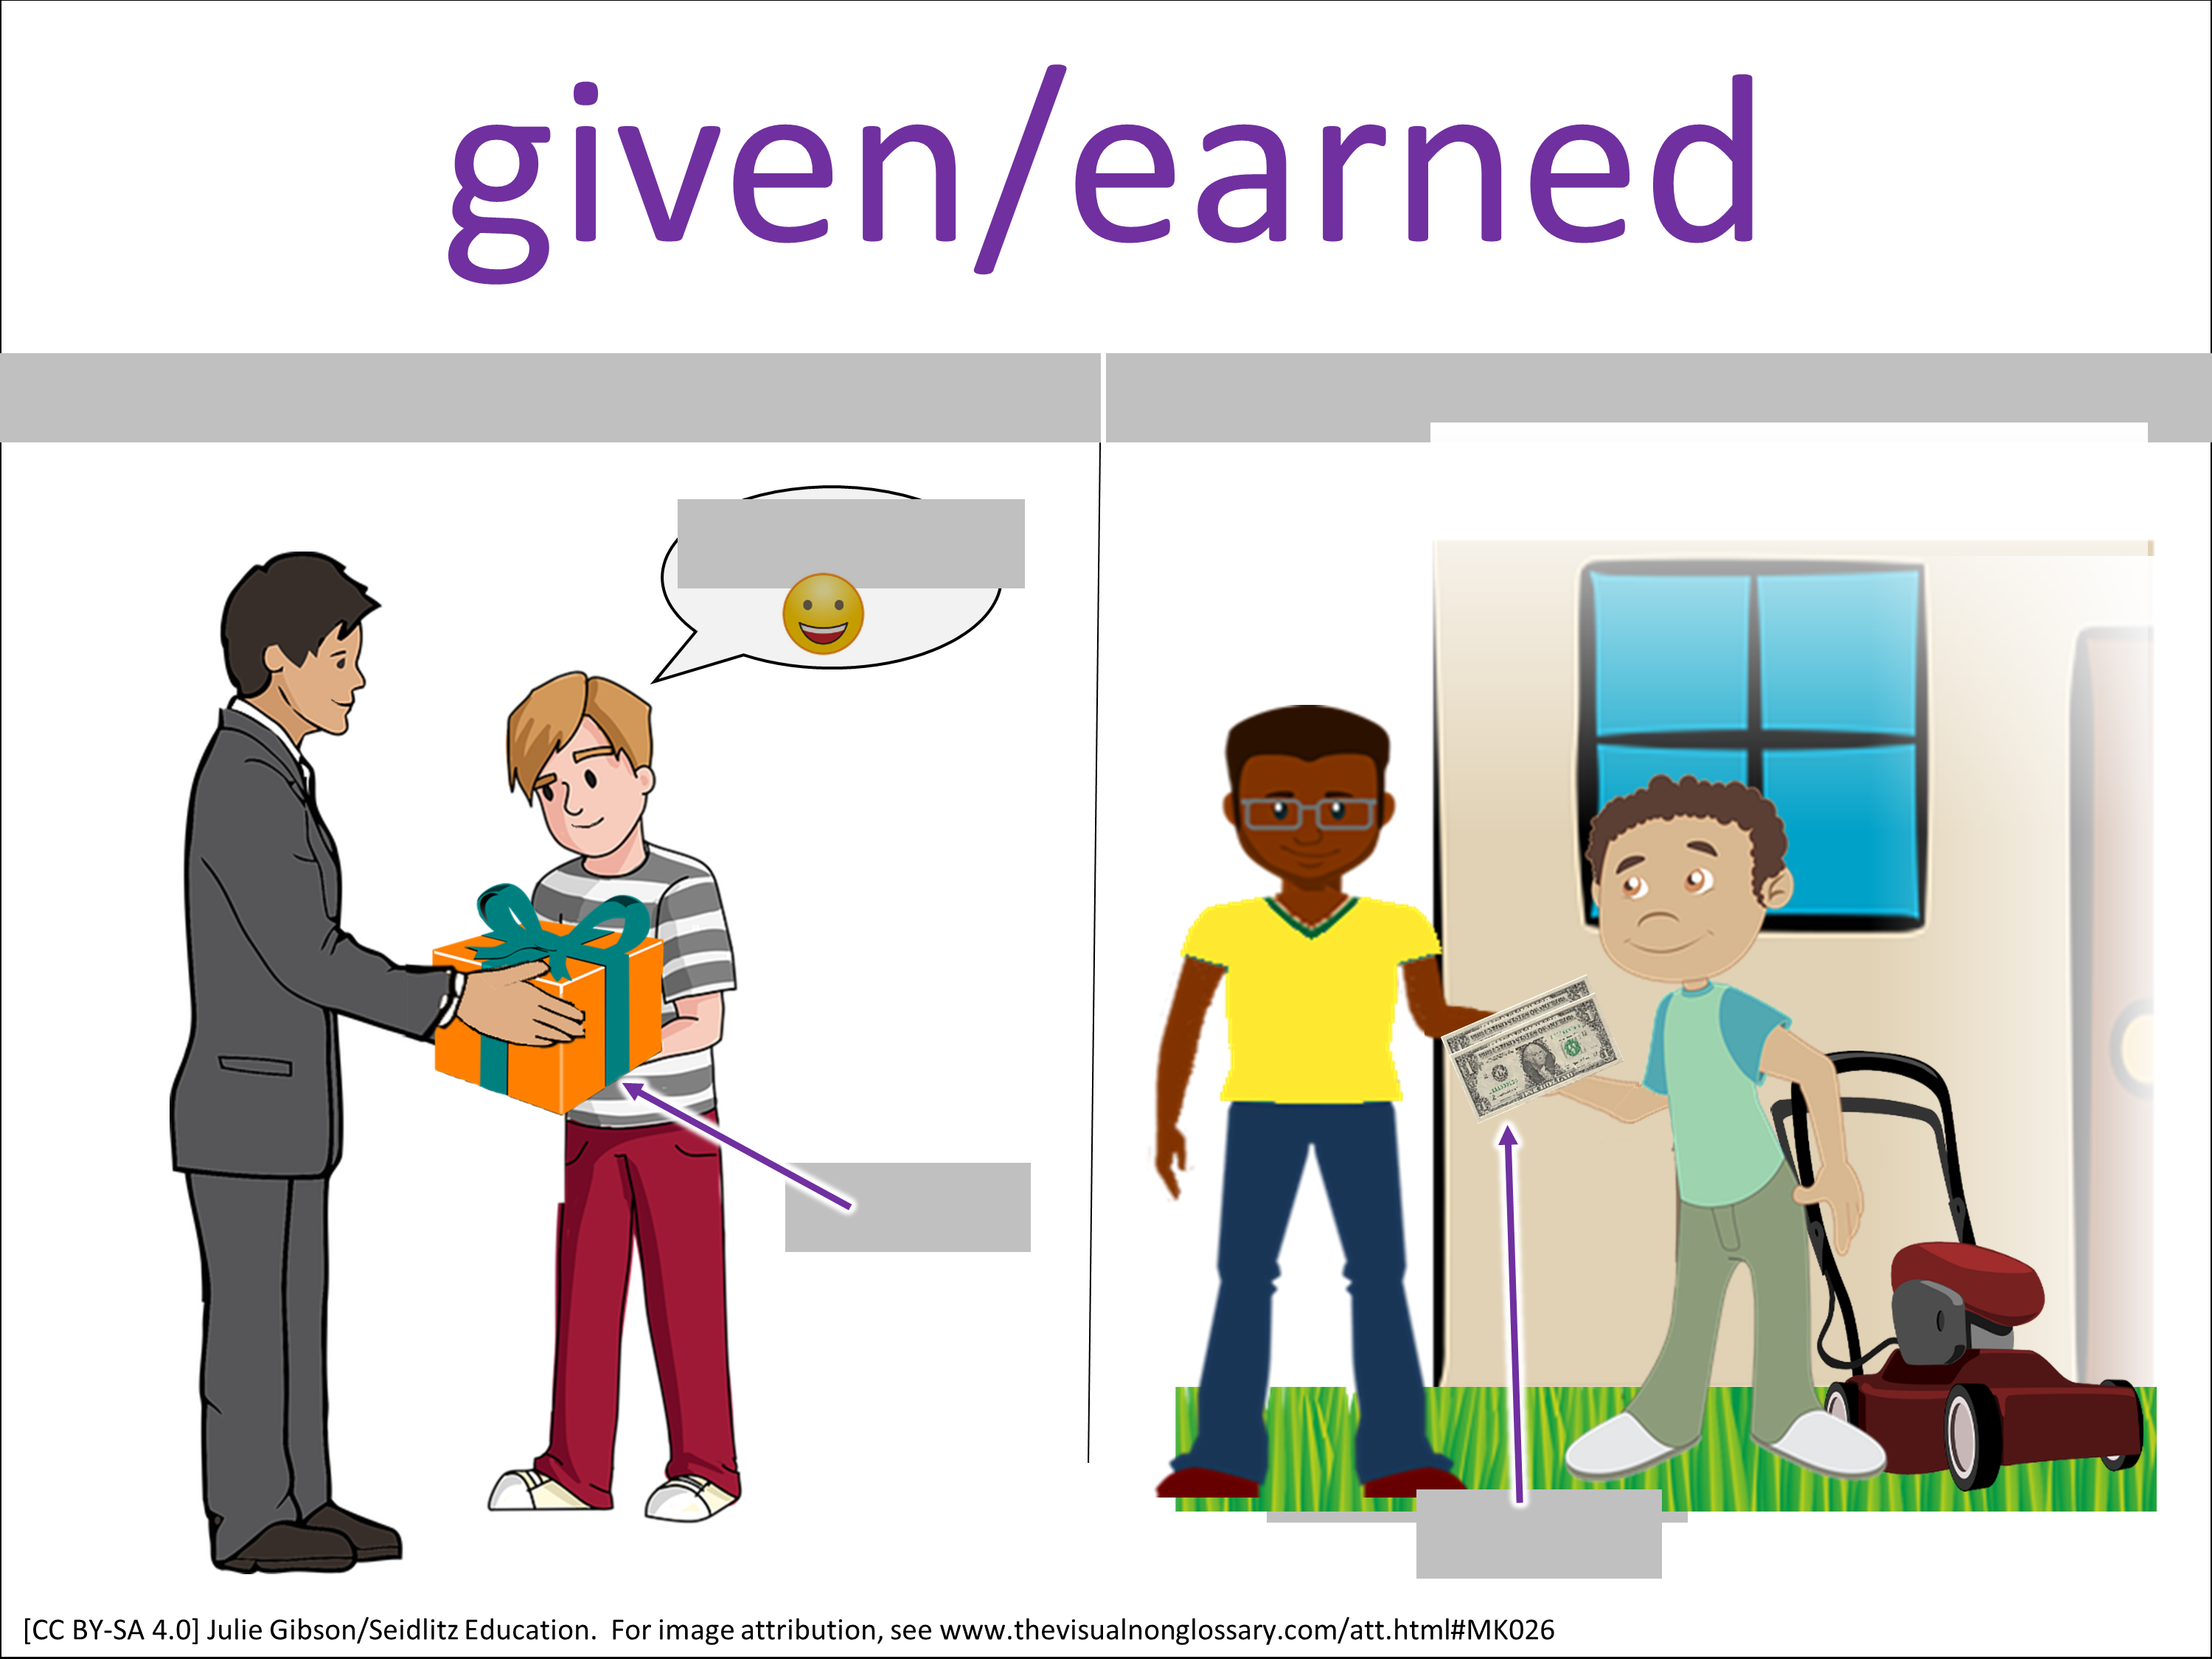 given/earned
[CC BY-SA 4.0] Julie Gibson/Seidlitz Education.  For image attribution, see www.thevisualnonglossary.com/att.html#MK026